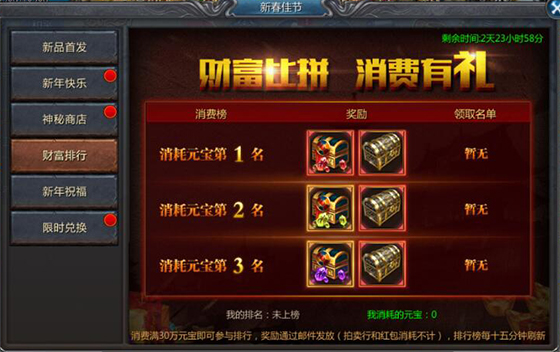 新春佳节
剩余时间:2天23小时58分
新品首发
新年快乐
神秘商店
财富排行
新年祝福
限时兑换
财富比拼 消费有礼
消费榜 奖励 领取名单
消耗元宝第 1 名 暂无
消耗元宝第 2 名 暂无
消耗元宝第 3 名 暂无
我的排名：未上榜 我消耗的元宝：0
消费满30万元宝即可参与排行，奖励通过邮件发放（拍卖行和红包消耗不计），排行榜每十五分钟刷新